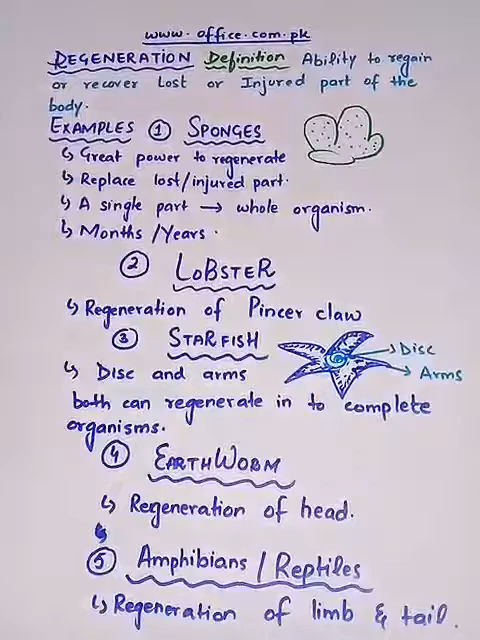 www.office.com.pk
REGENERATION Definition Ability to regain
or recover Lost or Injured part of the
body.
EXAMPLES ① SPONGES
↳ Great power to regenerate
↳ Replace lost/injured part.
↳ A single part → whole organism.
↳ Months/Years.
② LOBSTER
↳ Regeneration of Pincer claw
③ STARFISH
→ Disc
↳ Disc and arms
→ Arms
both can regenerate in to complete
organisms.
④ EARTHWORM
↳ Regeneration of head.
⑤ Amphibians / Reptiles
↳ Regeneration of limb & tail.